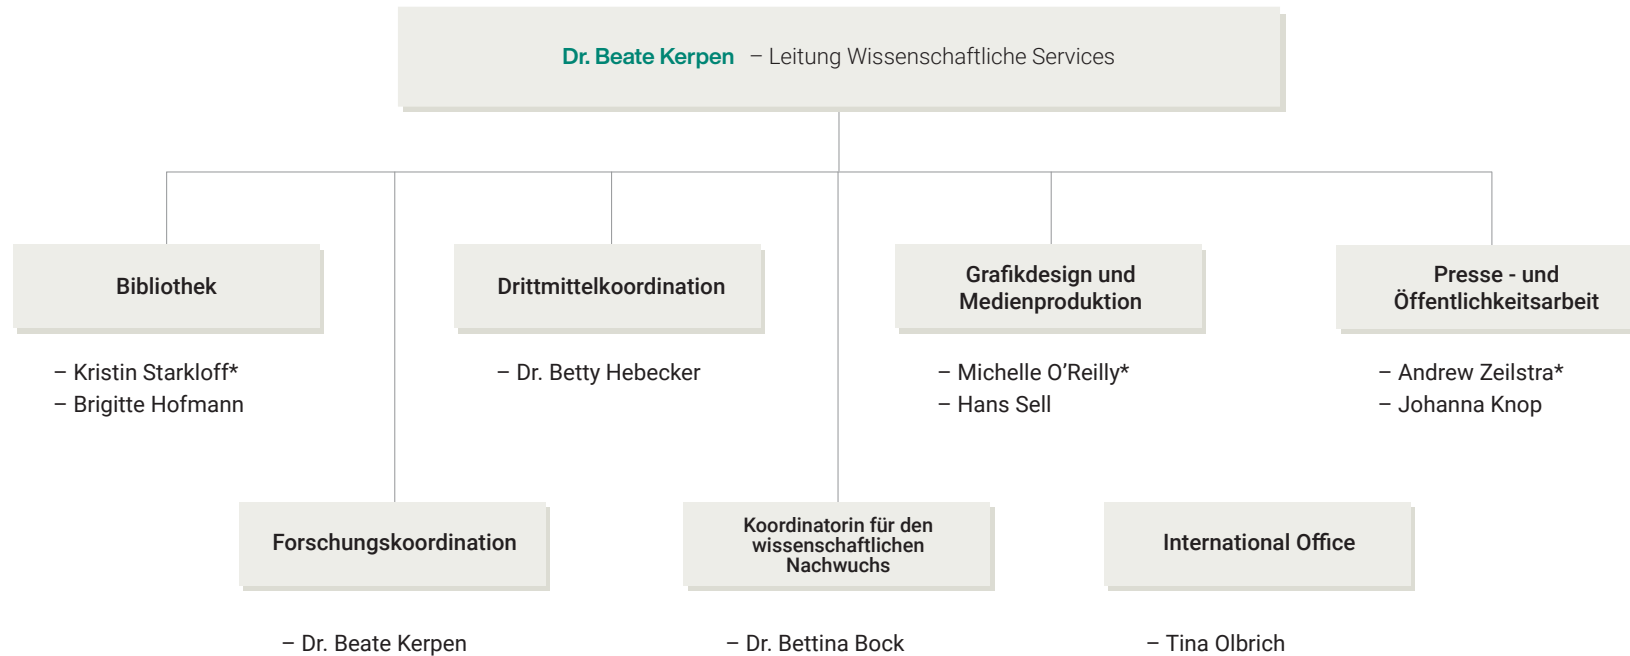 Dr. Beate Kerpen – Leitung Wissenschaftliche Services
Bibliothek
– Kristin Starkloff*
– Brigitte Hofmann
Drittmittelkoordination
– Dr. Betty Hebecker
Grafikdesign und
Medienproduktion
– Michelle O’Reilly*
– Hans Sell
Presse - und
Öffentlichkeitsarbeit
– Andrew Zeilstra*
– Johanna Knop
Forschungskoordination
– Dr. Beate Kerpen
Koordinatorin für den
wissenschaftlichen
Nachwuchs
– Dr. Bettina Bock
International Office
– Tina Olbrich